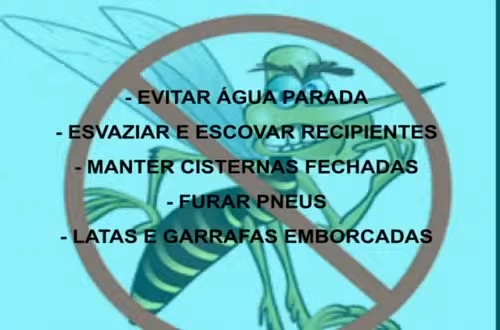 - EVITAR ÁGUA PARADA
- ESVAZIAR E ESCOVAR RECIPIENTES
- MANTER CISTERNAS FECHADAS
- FURAR PNEUS
- LATAS E GARRAFAS EMBORCADAS